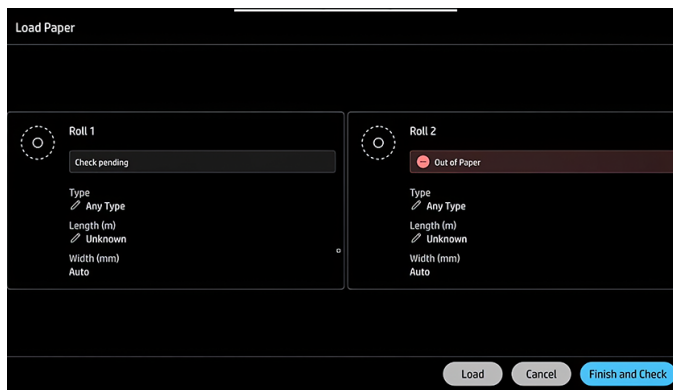 Load Paper
Roll 1
Check pending
Type
Any Type
Length (m)
Unknown
Width (mm)
Auto
Roll 2
Out of Paper
Type
Any Type
Length (m)
Unknown
Width (mm)
Auto
Load
Cancel
Finish and Check